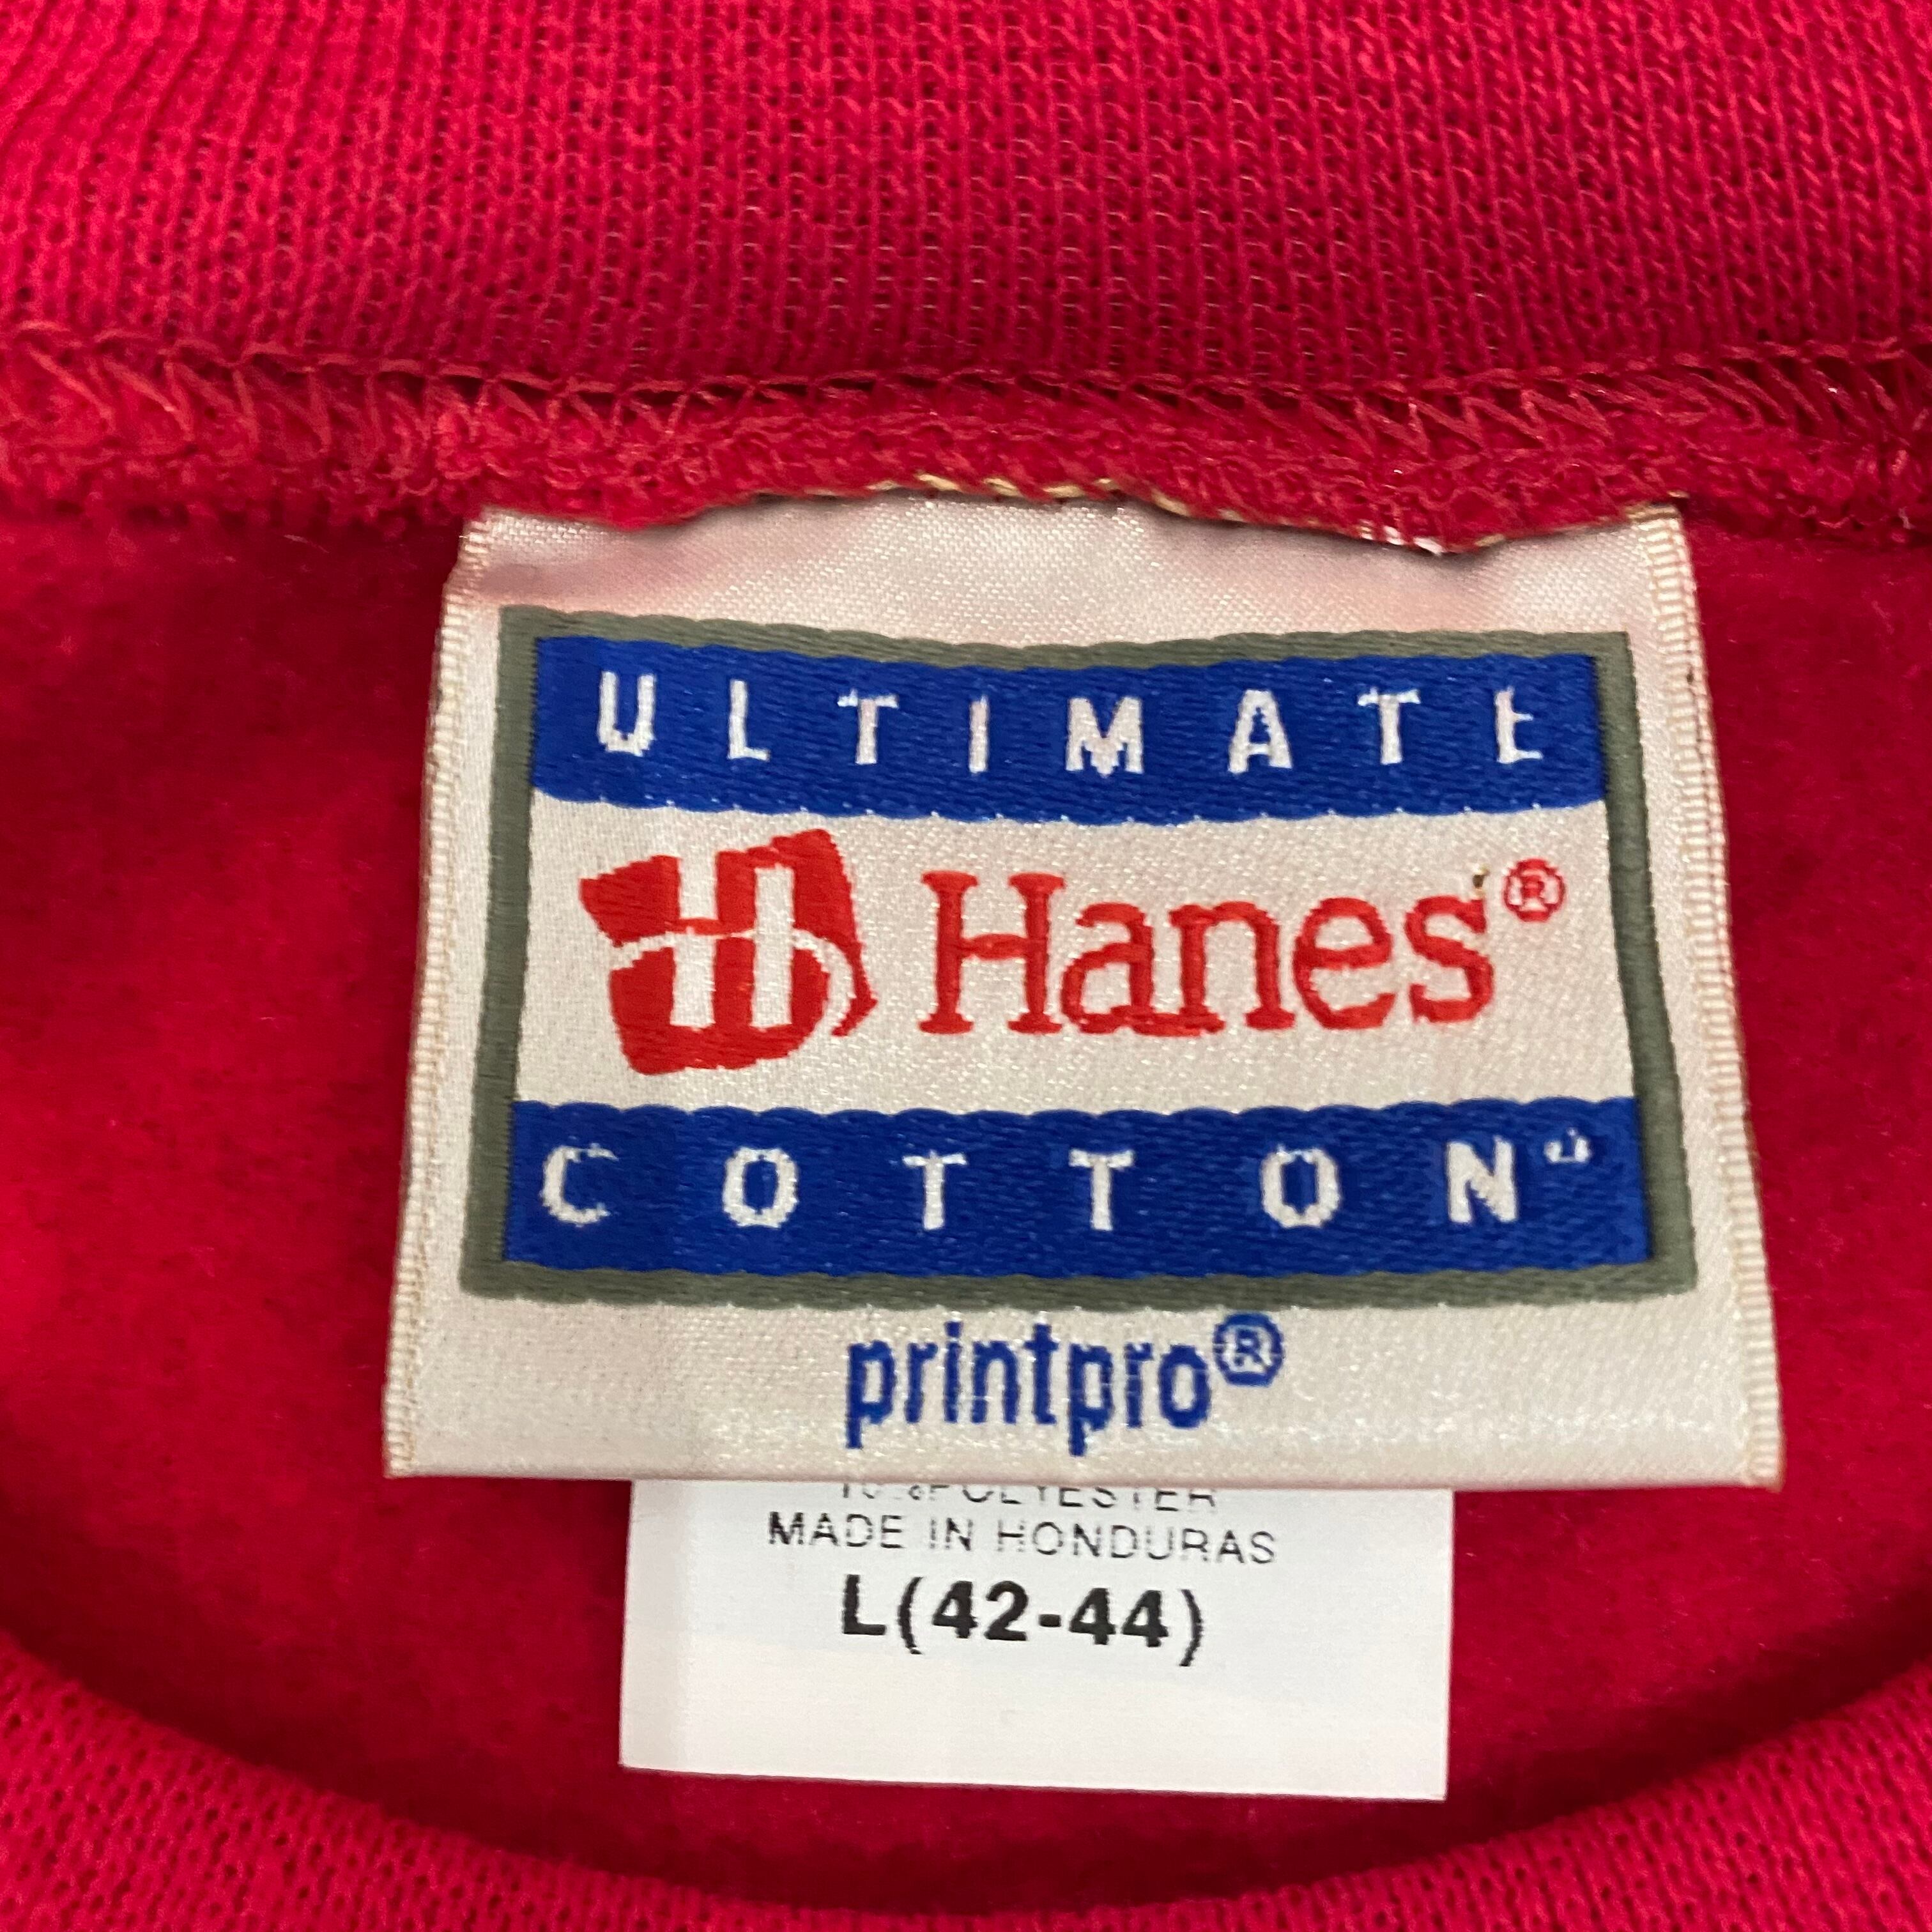 ULTIMATE
Hanes®
COTTON
printpro®
POLYESTER
MADE IN HONDURAS
L(42-44)